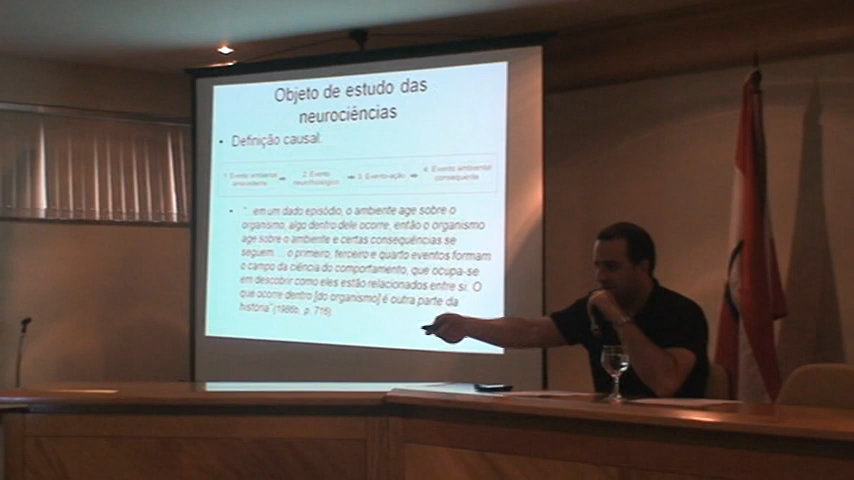 Objeto de estudo das
neurociências
• Definição causal:
1. Evento ambiental
antecedente
2. Evento
neurofisiológico
3. Evento-ação
4. Evento ambiental
consequente
• "...em um dado episódio, o ambiente age sobre o
organismo, algo dentro dele ocorre, então o organismo
age sobre o ambiente e certas consequências se
seguem ... o primeiro, terceiro e quarto eventos formam
o campo da ciência do comportamento, que ocupa-se
em descobrir como eles estão relacionados entre si. O
que ocorre dentro [do organismo] é outra parte da
história" (1986b, p. 716).